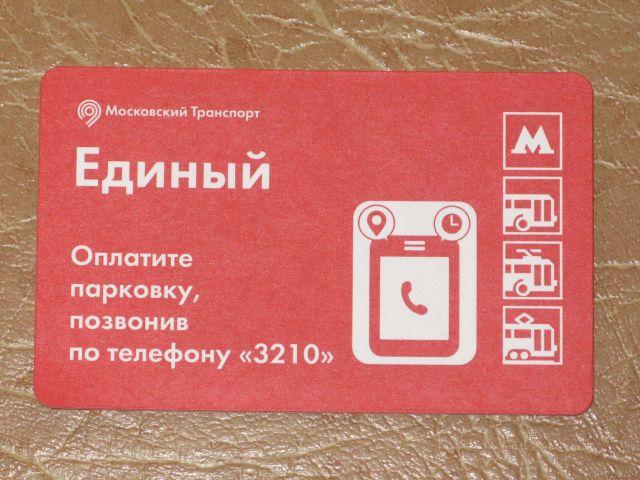 Московский Транспорт
Единый
М
Оплатите
парковку,
позвонив
по телефону «3210»